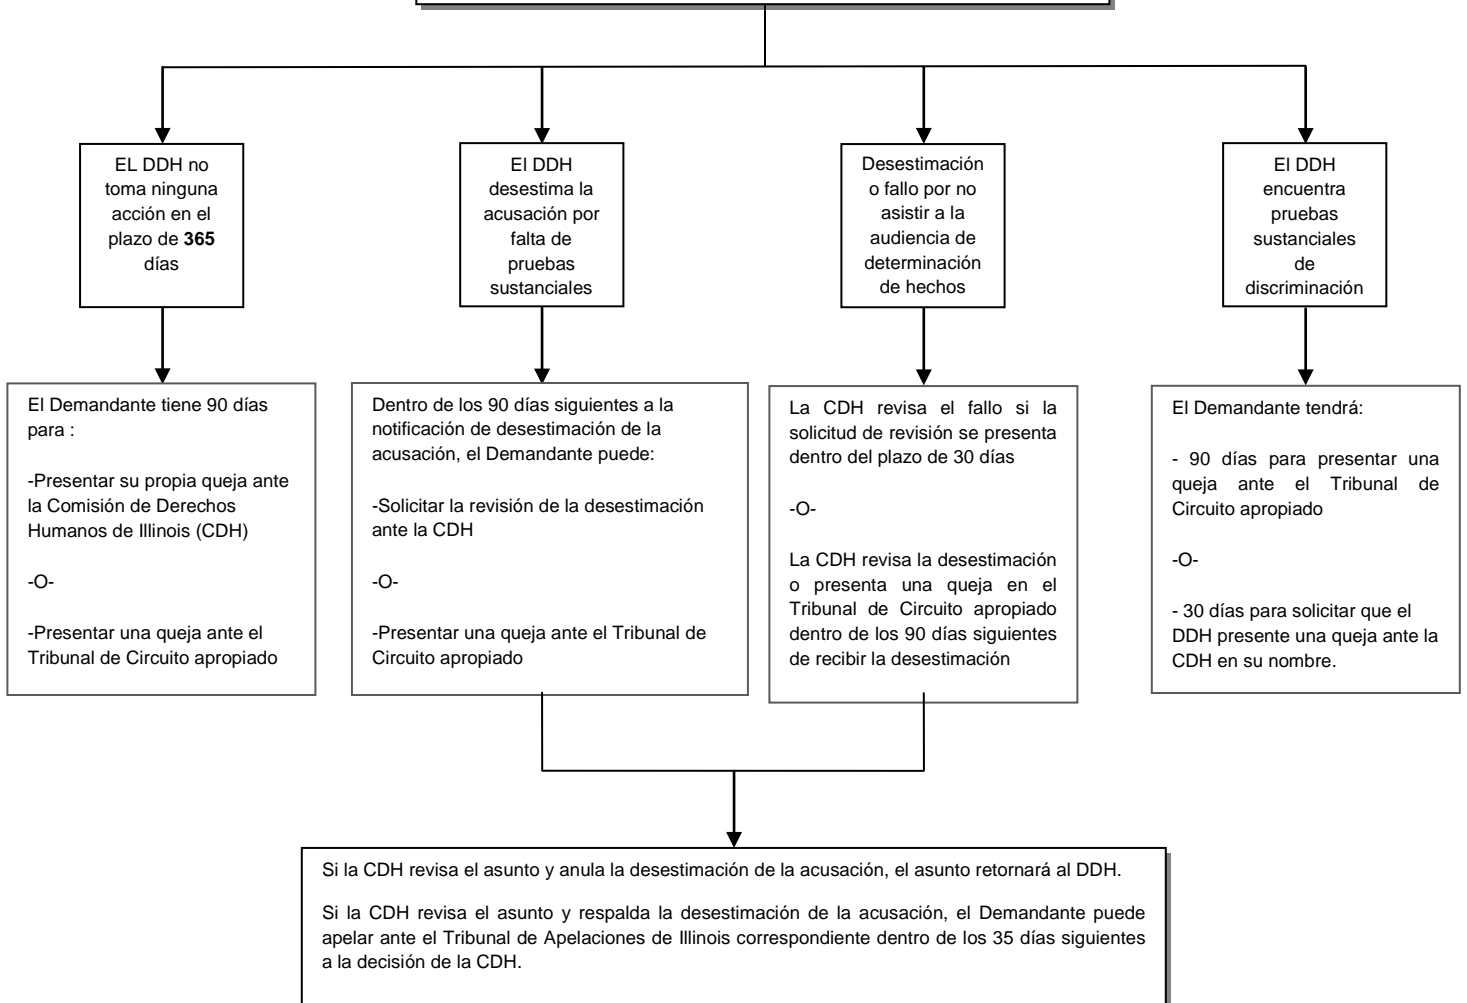 EL DDH no
toma ninguna
acción en el
plazo de 365
días
El DDH
desestima la
acusación por
falta de
pruebas
sustanciales
Desestimación
o fallo por no
asistir a la
audiencia de
determinación
de hechos
El DDH
encuentra
pruebas
sustanciales
de
discriminación
El Demandante tiene 90 días
para :
-Presentar su propia queja ante
la Comisión de Derechos
Humanos de Illinois (CDH)
-O-
-Presentar una queja ante el
Tribunal de Circuito apropiado
Dentro de los 90 días siguientes a la
notificación de desestimación de la
acusación, el Demandante puede:
-Solicitar la revisión de la desestimación
ante la CDH
-O-
-Presentar una queja ante el Tribunal de
Circuito apropiado
La CDH revisa el fallo si la
solicitud de revisión se presenta
dentro del plazo de 30 días
-O-
La CDH revisa la desestimación
o presenta una queja en el
Tribunal de Circuito apropiado
dentro de los 90 días siguientes
de recibir la desestimación
El Demandante tendrá:
- 90 días para presentar una
queja ante el Tribunal de
Circuito apropiado
-O-
- 30 días para solicitar que el
DDH presente una queja ante la
CDH en su nombre.
Si la CDH revisa el asunto y anula la desestimación de la acusación, el asunto retornará al DDH.
Si la CDH revisa el asunto y respalda la desestimación de la acusación, el Demandante puede
apelar ante el Tribunal de Apelaciones de Illinois correspondiente dentro de los 35 días siguientes
a la decisión de la CDH.